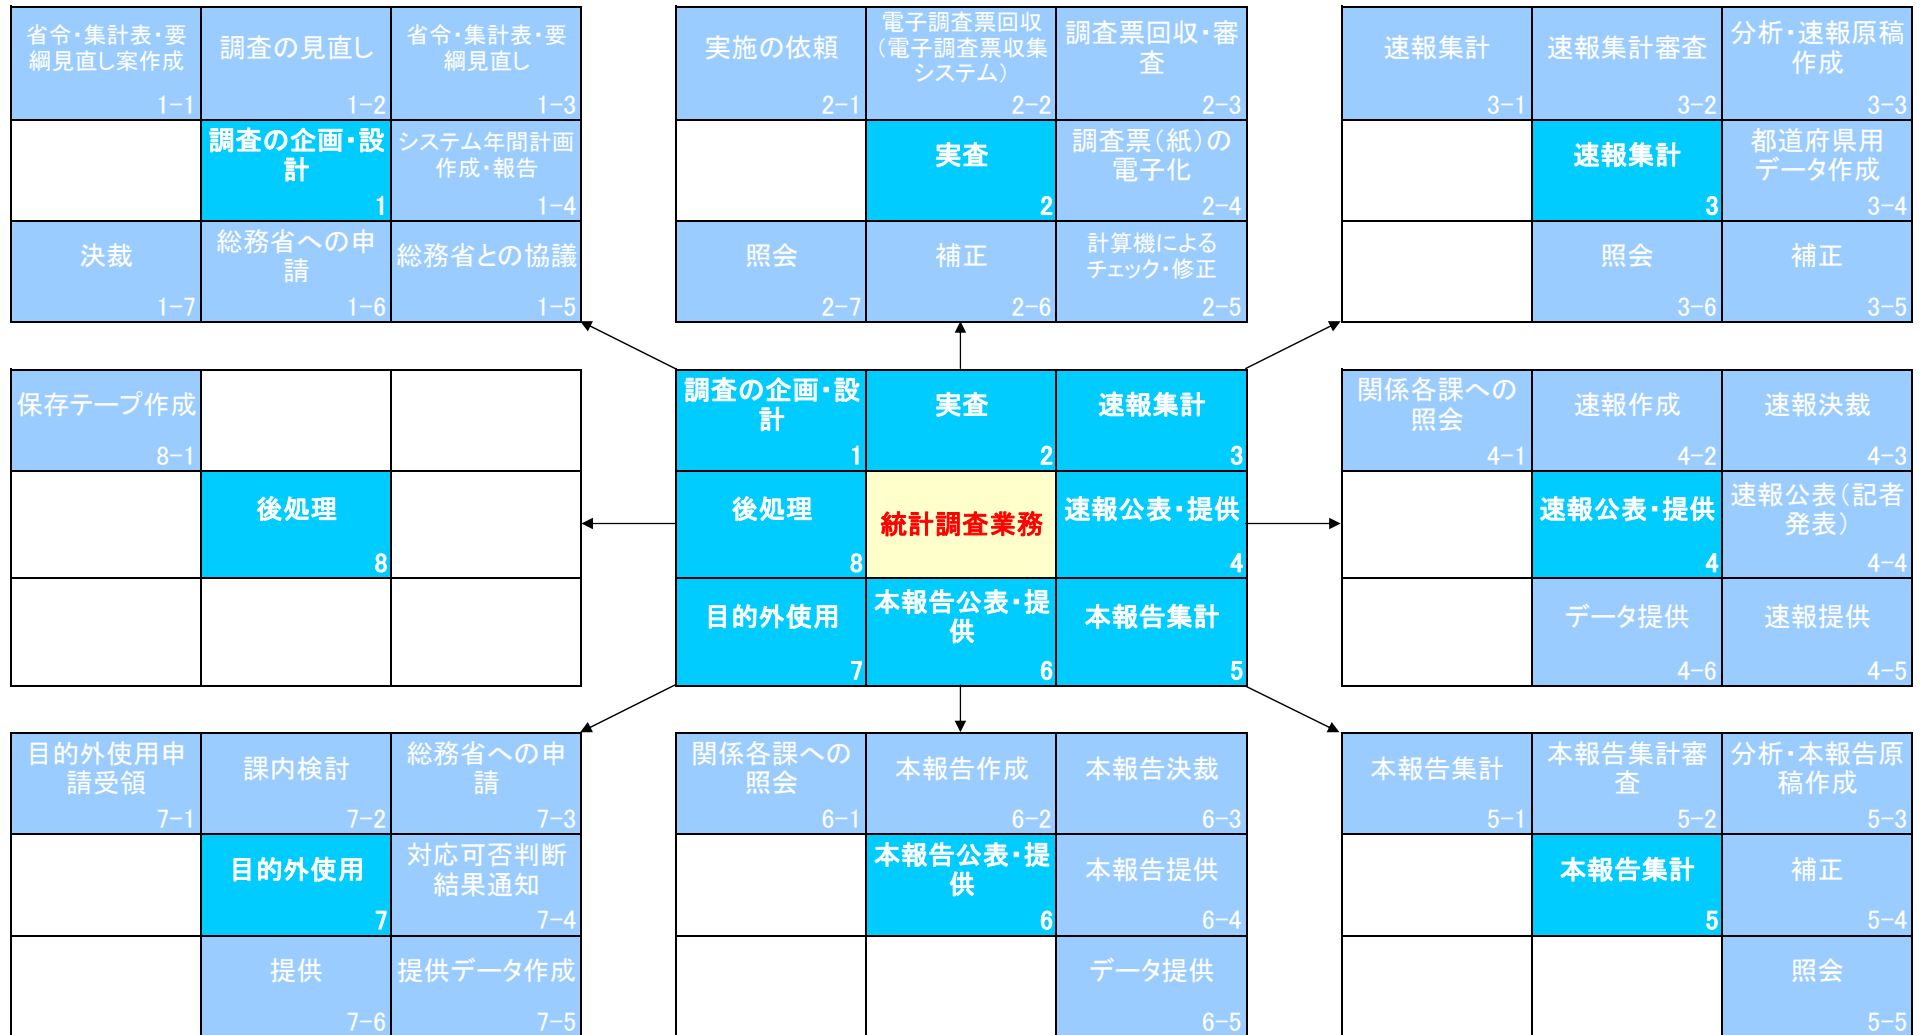 省令・集計表・要
綱見直し案作成
1-1
調査の見直し
1-2
省令・集計表・要
綱見直し
1-3
調査の企画・設
計
1
システム年間計画
作成・報告
1-4
決裁
1-7
総務省への申
請
1-6
総務省との協議
1-5
実施の依頼
2-1
電子調査票回収
(電子調査票収集
システム)
2-2
調査票回収・審
査
2-3
実査
2
調査票(紙)の
電子化
2-4
照会
2-7
補正
2-6
計算機による
チェック・修正
2-5
速報集計
3-1
速報集計審査
3-2
分析・速報原稿
作成
3-3
速報集計
3
都道府県用
データ作成
3-4
照会
3-6
補正
3-5
保存テープ作成
8-1
後処理
8
調査の企画・設
計
1
実査
2
速報集計
3
後処理
8
統計調査業務
速報公表・提供
4
目的外使用
7
本報告公表・提
供
6
本報告集計
5
関係各課への
照会
4-1
速報作成
4-2
速報決裁
4-3
速報公表・提供
4
速報公表(記者
発表)
4-4
データ提供
4-6
速報提供
4-5
目的外使用申
請受領
7-1
課内検討
7-2
総務省への申
請
7-3
目的外使用
7
対応可否判断
結果通知
7-4
提供
7-6
提供データ作成
7-5
関係各課への
照会
6-1
本報告作成
6-2
本報告決裁
6-3
本報告公表・提
供
6
本報告提供
6-4
データ提供
6-5
本報告集計
5-1
本報告集計審
査
5-2
分析・本報告原
稿作成
5-3
本報告集計
5
補正
5-4
照会
5-5